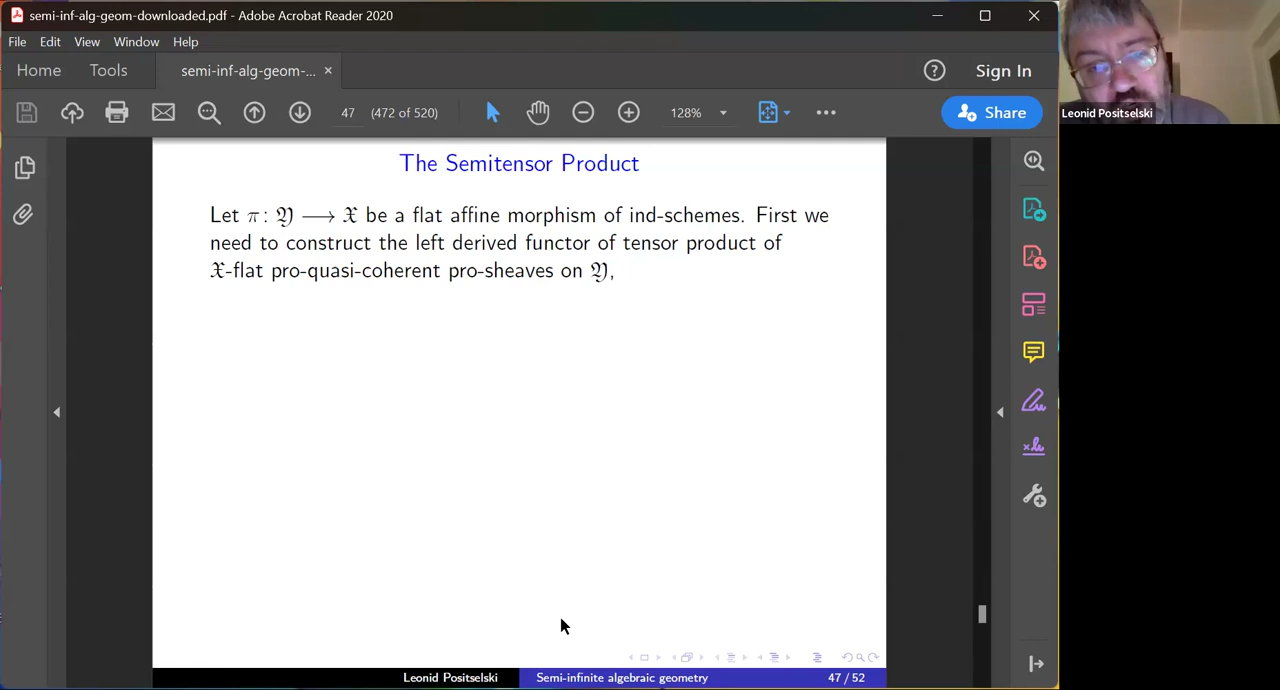 semi-inf-alg-geom-downloaded.pdf - Adobe Acrobat Reader 2020
File Edit View Window Help
Home Tools semi-inf-alg-geom-... × Sign In
47 (472 of 520) 128% Share
Leonid Positselski
The Semitensor Product
Let π: 𝔜 ⟶ 𝔛 be a flat affine morphism of ind-schemes. First we
need to construct the left derived functor of tensor product of
𝔛-flat pro-quasi-coherent pro-sheaves on 𝔜,
Leonid Positselski Semi-infinite algebraic geometry 47 / 52